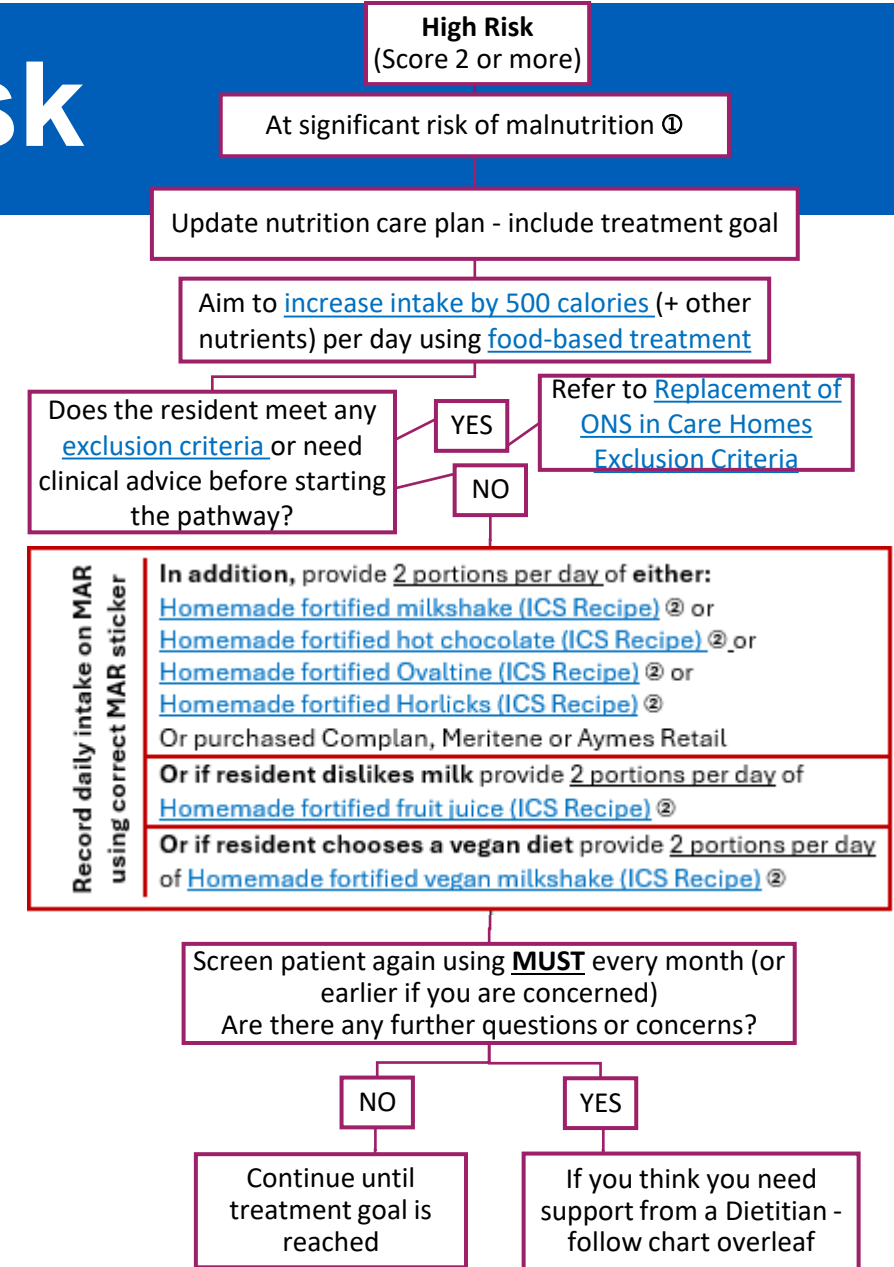 sk
High Risk
(Score 2 or more)
At significant risk of malnutrition ①
Update nutrition care plan - include treatment goal
Aim to increase intake by 500 calories (+ other
nutrients) per day using food-based treatment
Does the resident meet any
exclusion criteria or need
clinical advice before starting
the pathway?
YES
Refer to Replacement of
ONS in Care Homes
Exclusion Criteria
NO
Record daily intake on MAR
using correct MAR sticker
In addition, provide 2 portions per day of either:
Homemade fortified milkshake (ICS Recipe) ② or
Homemade fortified hot chocolate (ICS Recipe) ② or
Homemade fortified Ovaltine (ICS Recipe) ② or
Homemade fortified Horlicks (ICS Recipe) ②
Or purchased Complan, Meritene or Aymes Retail
Or if resident dislikes milk provide 2 portions per day of
Homemade fortified fruit juice (ICS Recipe) ②
Or if resident chooses a vegan diet provide 2 portions per day
of Homemade fortified vegan milkshake (ICS Recipe) ②
Screen patient again using MUST every month (or
earlier if you are concerned)
Are there any further questions or concerns?
NO
YES
Continue until
treatment goal is
reached
If you think you need
support from a Dietitian -
follow chart overleaf